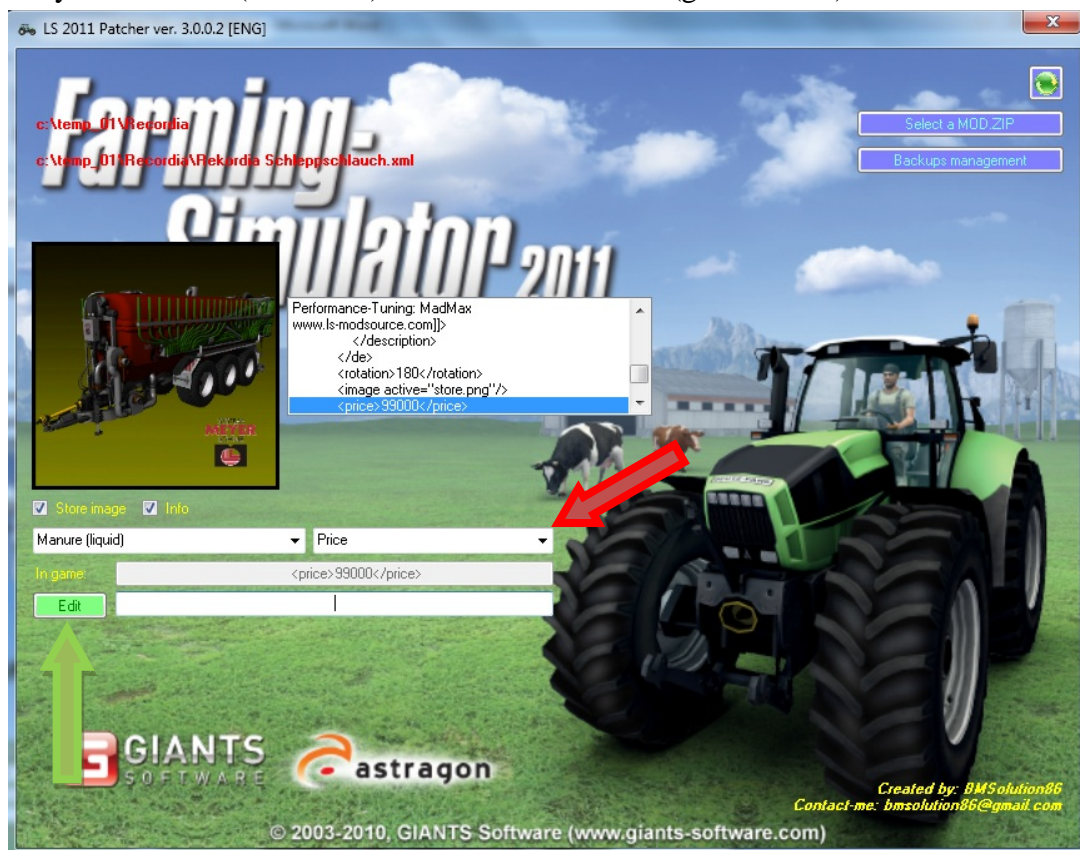 LS 2011 Patcher ver. 3.0.0.2 [ENG]
Farming-
Simulator 2011
c:\temp_01\Recordia
c:\temp_01\Recordia\Rekordia Schleppschlauch.xml
Select a MOD.ZIP
Backups management
Performance-Tuning: MadMax
www.ls-modsource.com]]>
</description>
</de>
<rotation>180</rotation>
<image active="store.png"/>
<price>99000</price>
MEYER
Store image
Info
Manure (liquid)
Price
In game:
<price>99000</price>
Edit
GIANTS
SOFTWARE
astragon
Created by: BMSolution86
Contact-me: bmsolution86@gmail.com
© 2003-2010, GIANTS Software (www.giants-software.com)